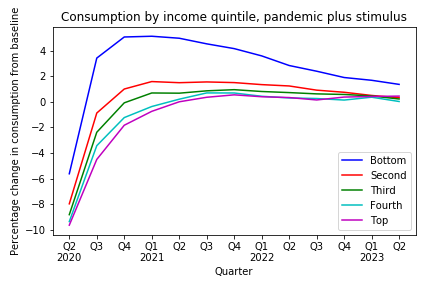 Consumption by income quintile, pandemic plus stimulus
Percentage change in consumption from baseline
4
2
0
−2
−4
−6
−8
−10
Q2 Q3 Q4 Q1 Q2 Q3 Q4 Q1 Q2 Q3 Q4 Q1 Q2
2020 2021 2022 2023
Quarter
Bottom
Second
Third
Fourth
Top